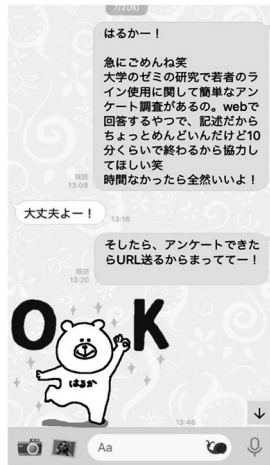 7/2(月)
はるかー！
急にごめんね笑
大学のゼミの研究で若者のラ
イン使用に関して簡単なアン
ケート調査があるの。webで
回答するやつで、記述だから
ちょっとめんどいんだけど10
分くらいで終わるから協力し
てほしい笑
時間なかったら全然いいよ！
既読
13:08
大丈夫よー！
13:16
そしたら、アンケートできた
らURL送るからまっててー！
既読
13:20
OK
はるか
13:46
Aa